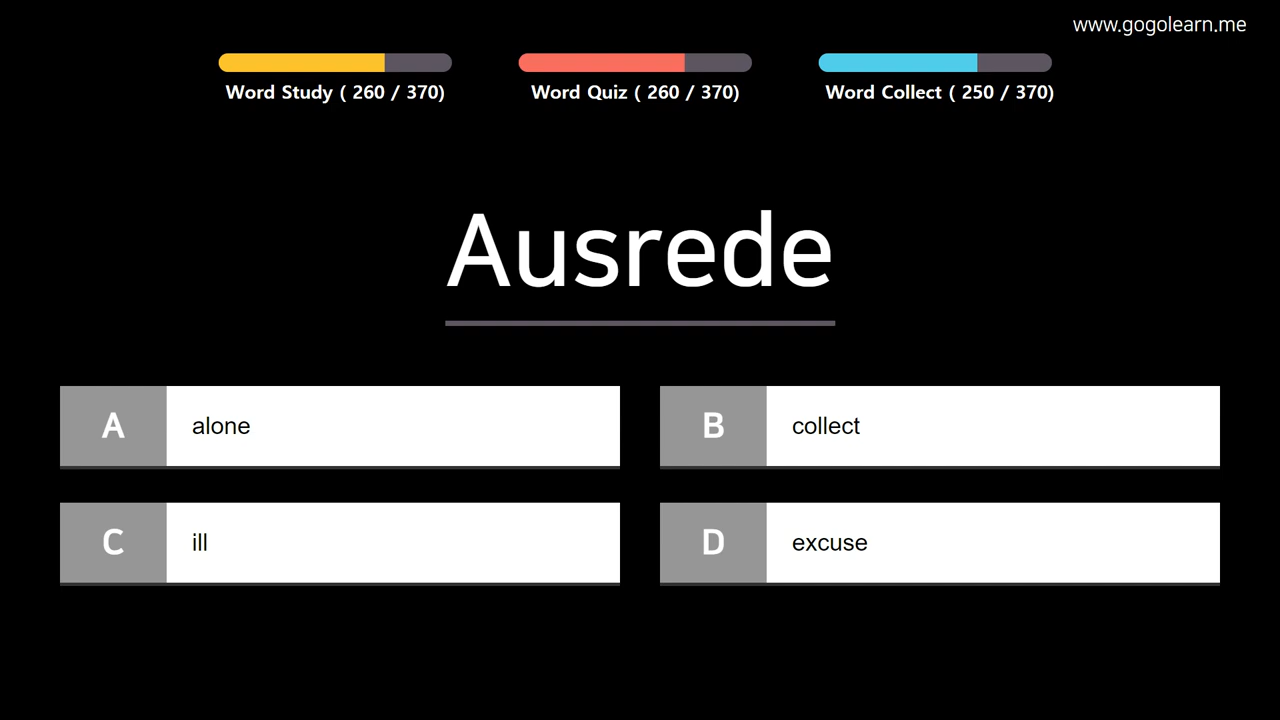 www.gogolearn.me
Word Study ( 260 / 370)
Word Quiz ( 260 / 370)
Word Collect ( 250 / 370)
Ausrede
A alone
B collect
C ill
D excuse